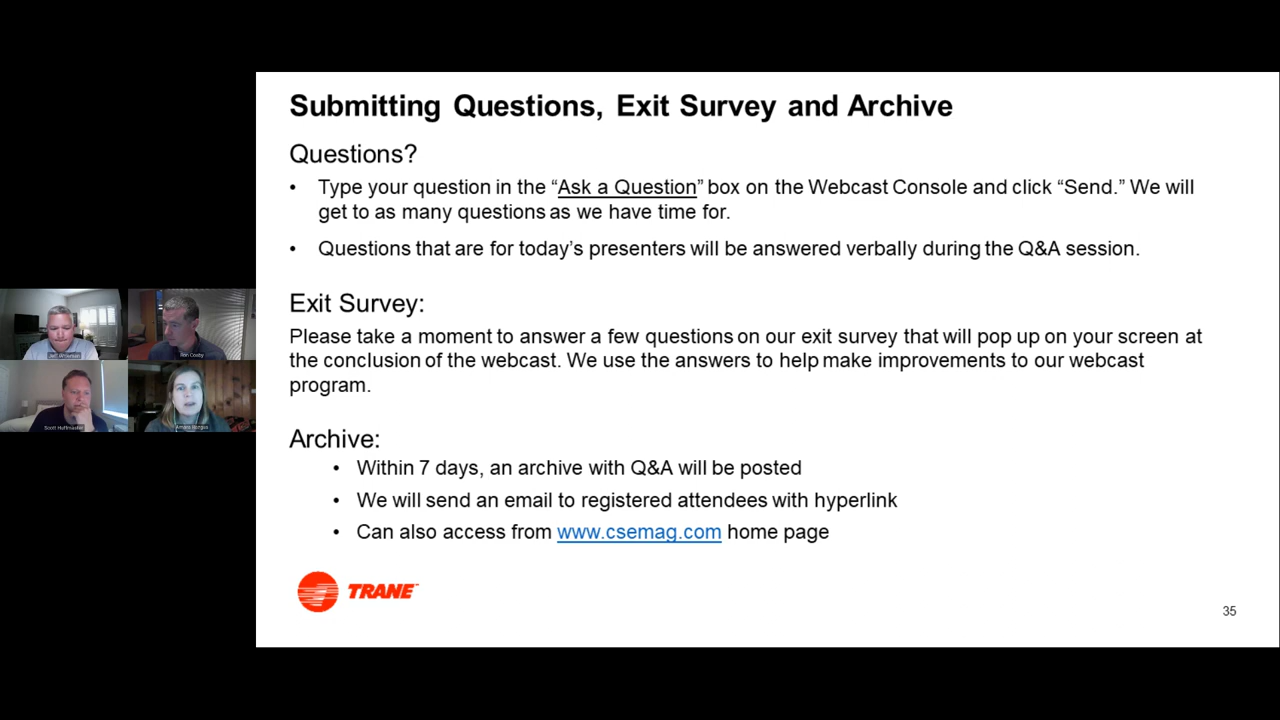 Submitting Questions, Exit Survey and Archive
Questions?
• Type your question in the “Ask a Question” box on the Webcast Console and click “Send.” We will
get to as many questions as we have time for.
• Questions that are for today’s presenters will be answered verbally during the Q&A session.
Exit Survey:
Please take a moment to answer a few questions on our exit survey that will pop up on your screen at
the conclusion of the webcast. We use the answers to help make improvements to our webcast
program.
Archive:
• Within 7 days, an archive with Q&A will be posted
• We will send an email to registered attendees with hyperlink
• Can also access from www.csemag.com home page
TRANE
35
Ron Cosby
Scott
Amara